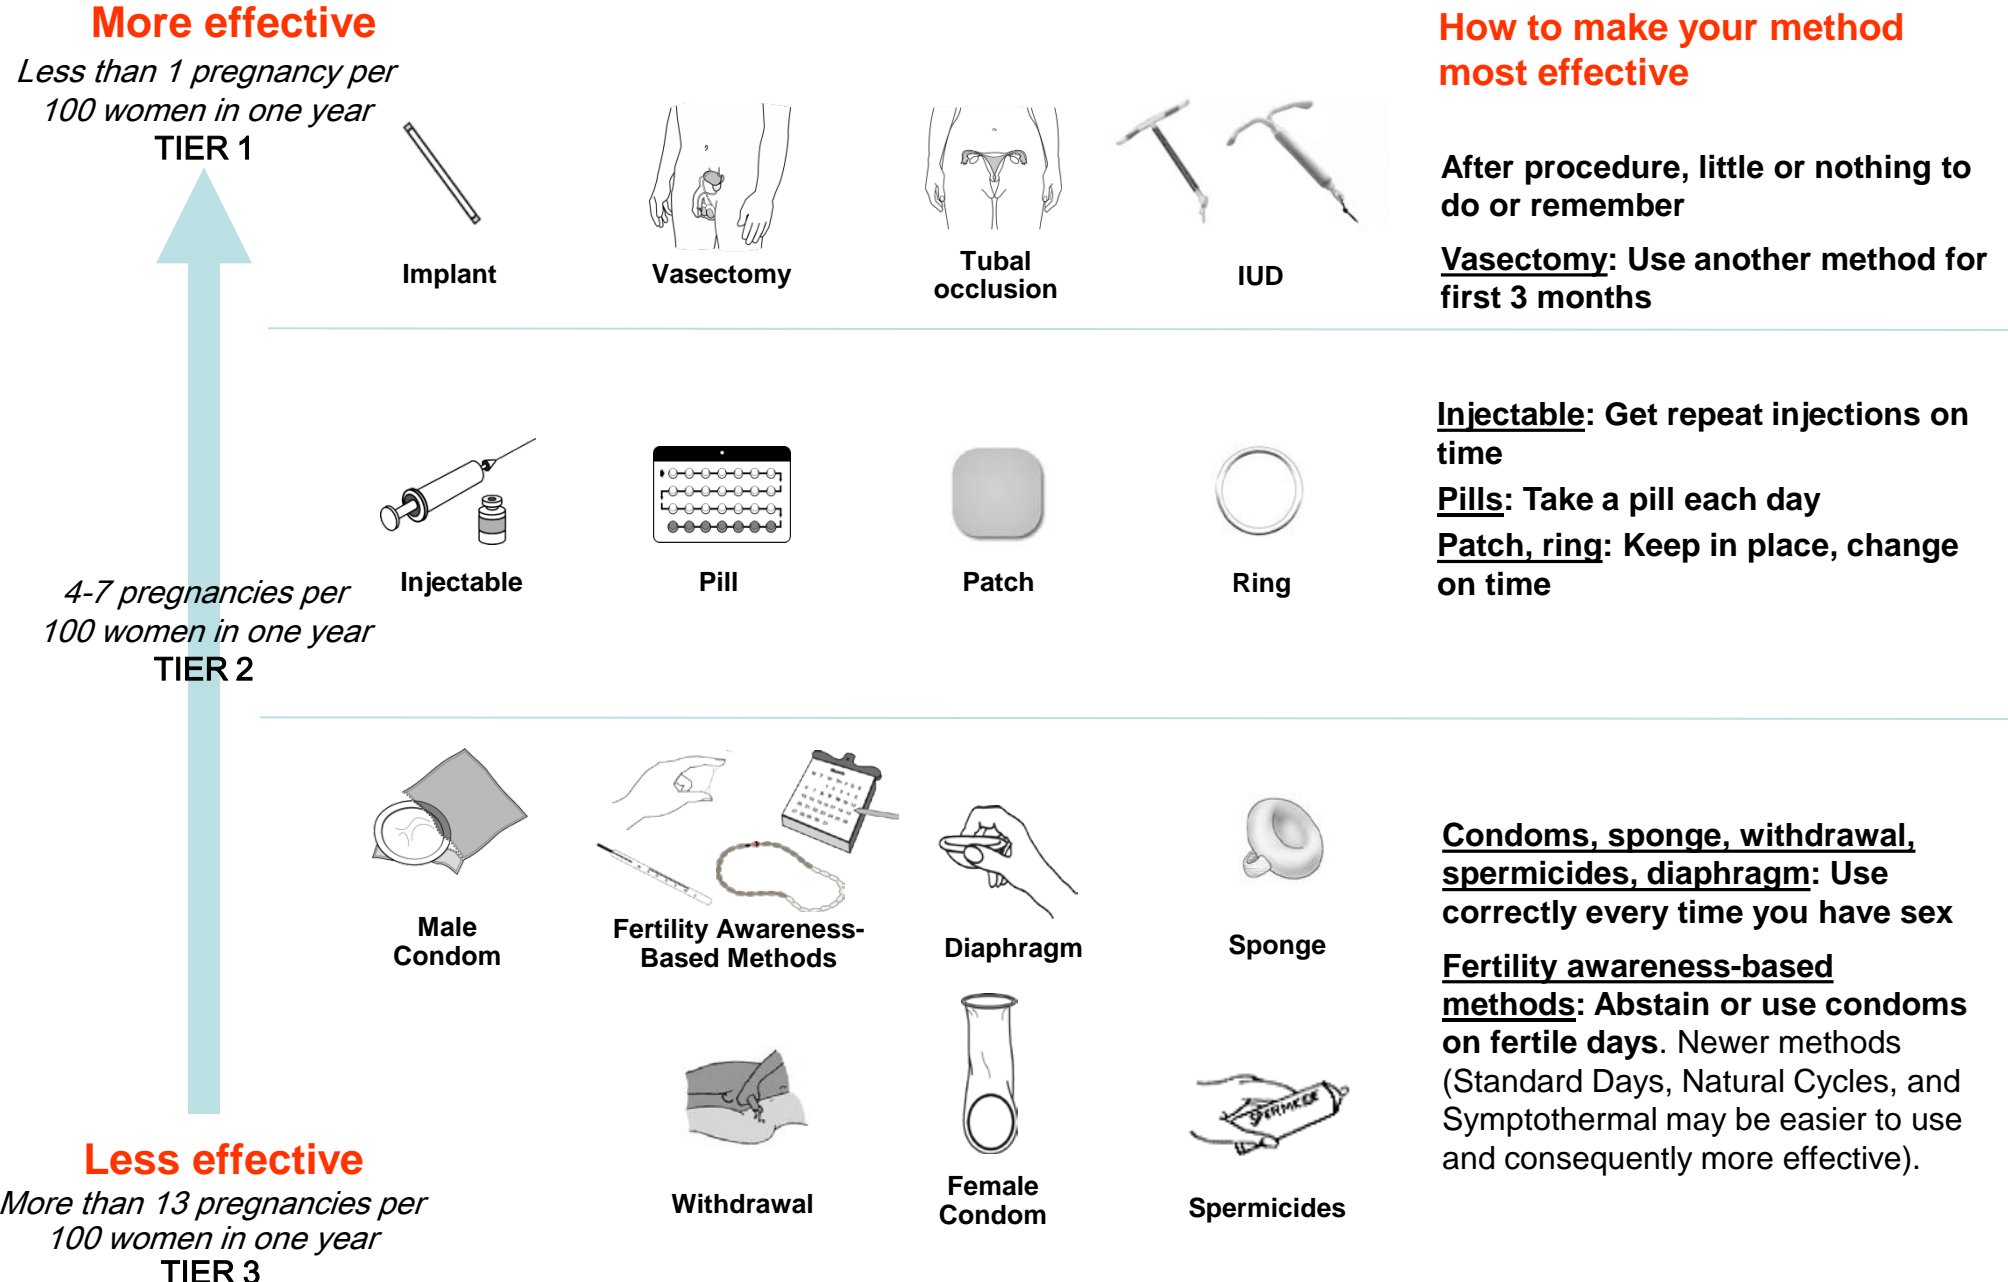 More effective
Less than 1 pregnancy per
100 women in one year
TIER 1
How to make your method
most effective
Implant
Vasectomy
Tubal
occlusion
IUD
After procedure, little or nothing to
do or remember
Vasectomy: Use another method for
first 3 months
4-7 pregnancies per
100 women in one year
TIER 2
Injectable
Pill
Patch
Ring
Injectable: Get repeat injections on
time
Pills: Take a pill each day
Patch, ring: Keep in place, change
on time
Male
Condom
Fertility Awareness-
Based Methods
Diaphragm
Sponge
Withdrawal
Female
Condom
Spermicides
Condoms, sponge, withdrawal,
spermicides, diaphragm: Use
correctly every time you have sex
Fertility awareness-based
methods: Abstain or use condoms
on fertile days. Newer methods
(Standard Days, Natural Cycles, and
Symptothermal may be easier to use
and consequently more effective).
Less effective
More than 13 pregnancies per
100 women in one year
TIER 3